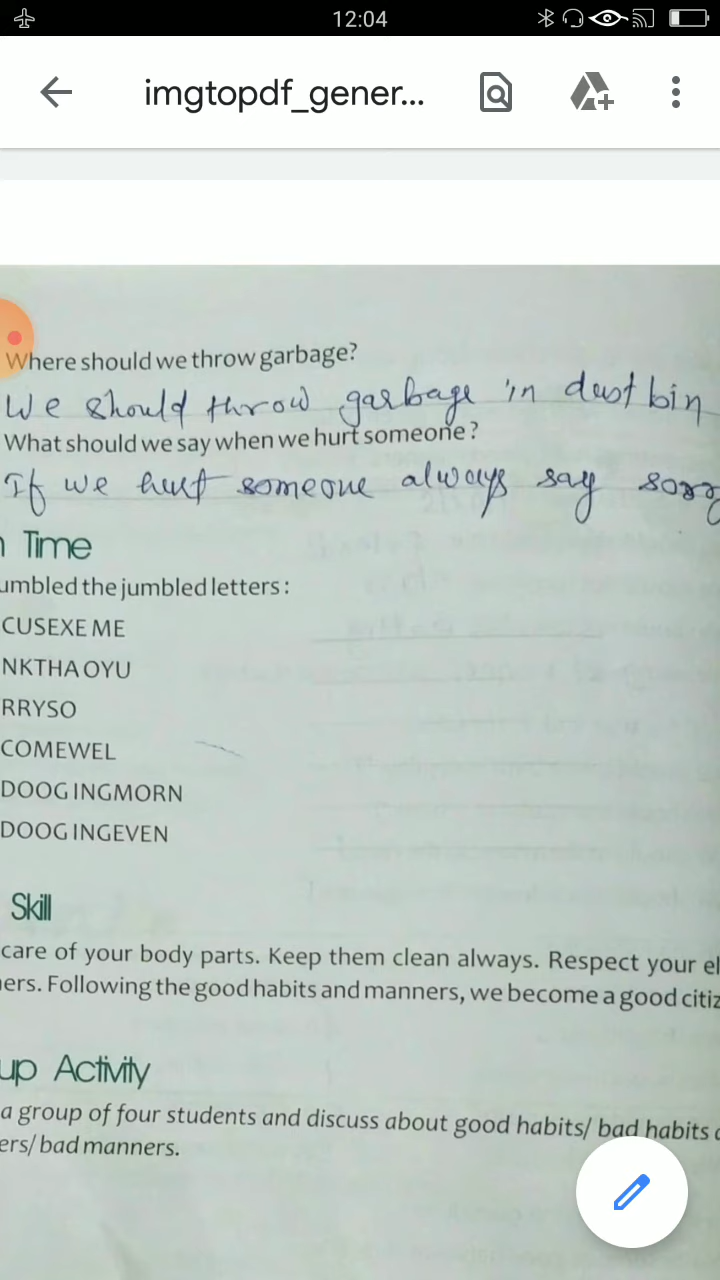 12:04
imgtopdf_gener...
Where should we throw garbage?
We should throw garbage in dust bin
What should we say when we hurt someone?
If we hurt someone always say sorry
Time
umbled the jumbled letters:
CUSEXE ME
NKTHA OYU
RRYSO
COMEWEL
DOOG INGMORN
DOOG INGEVEN
Skill
care of your body parts. Keep them clean always. Respect your el
ers. Following the good habits and manners, we become a good citiz
up Activity
a group of four students and discuss about good habits/ bad habits
ers/ bad manners.